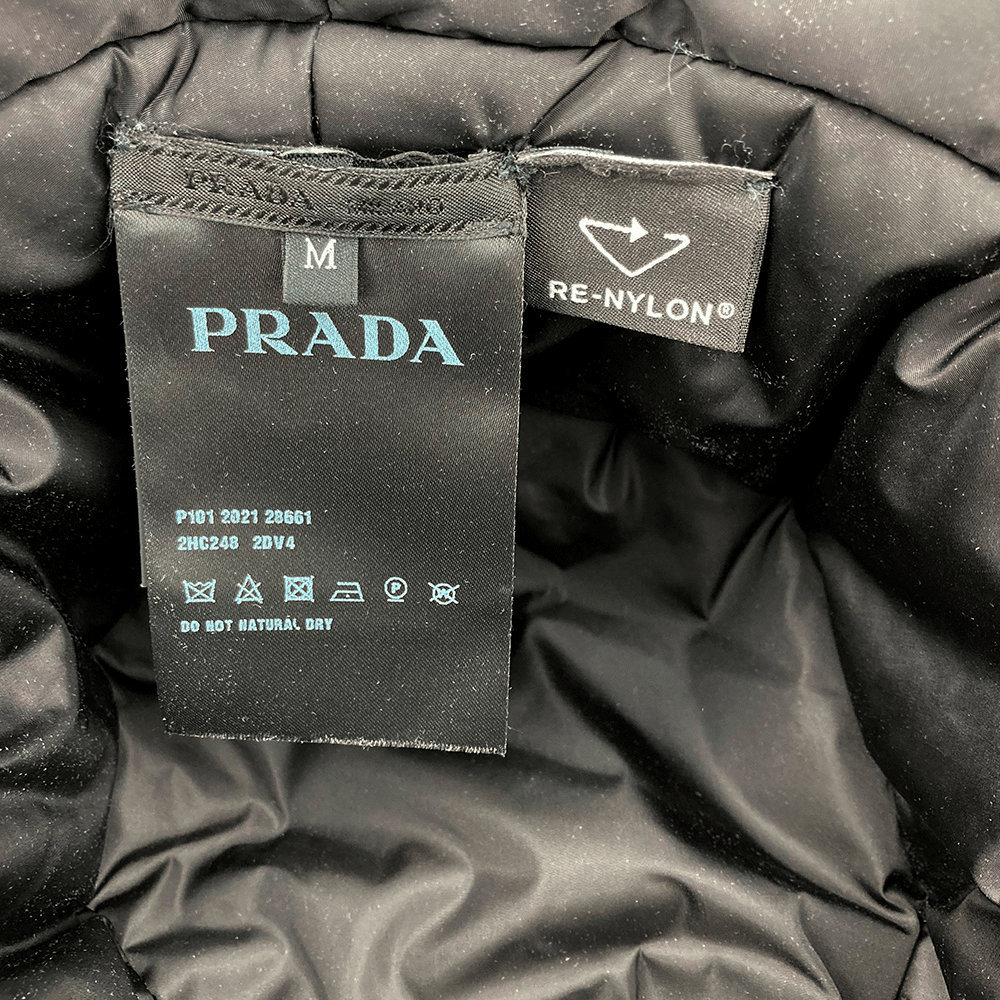 PRADA
M
PRADA
P101 2021 28661
2HC248 2DV4
P
DO NOT NATURAL DRY
RE-NYLON®